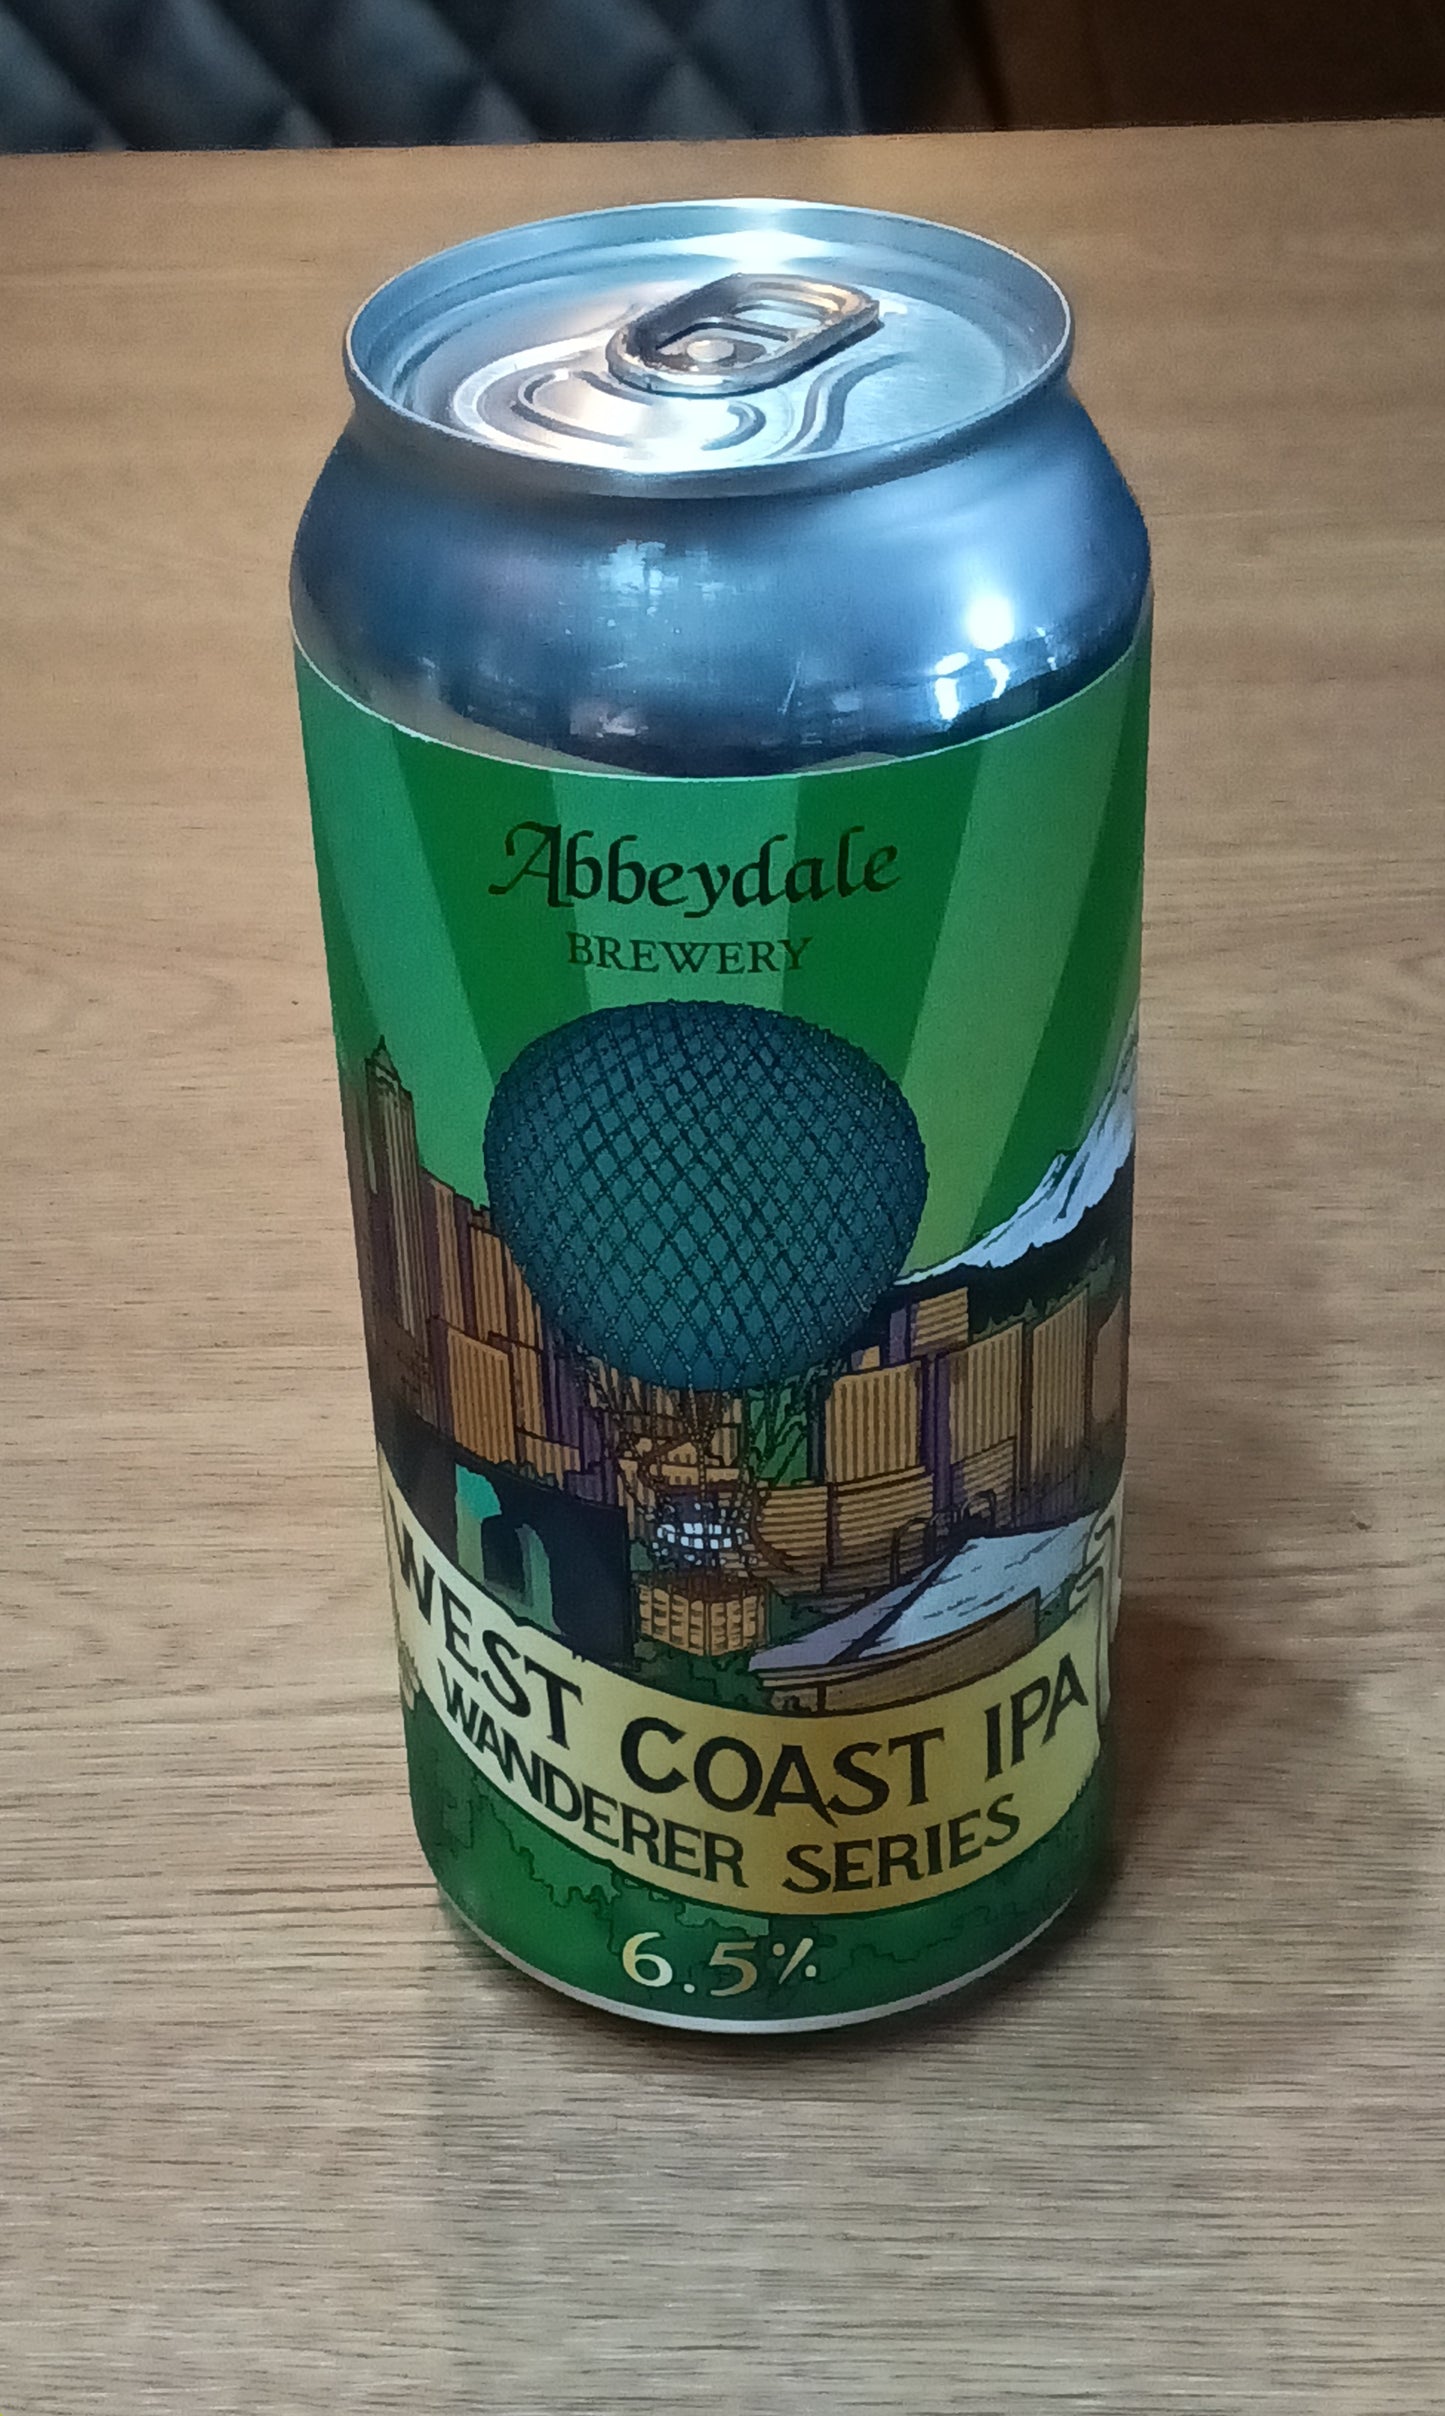 Abbeydale
BREWERY
WEST COAST IPA
WANDERER SERIES
6.5%